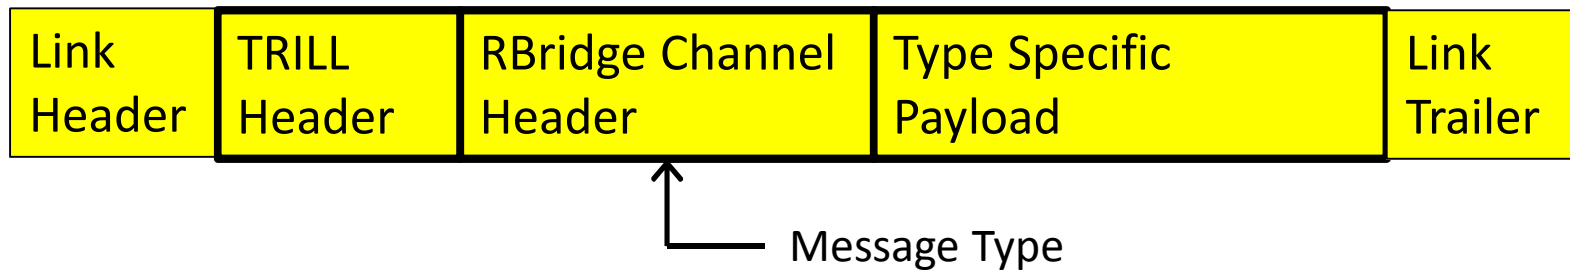 Link
Header
TRILL
Header
RBridge Channel
Header
Type Specific
Payload
Link
Trailer
Message Type